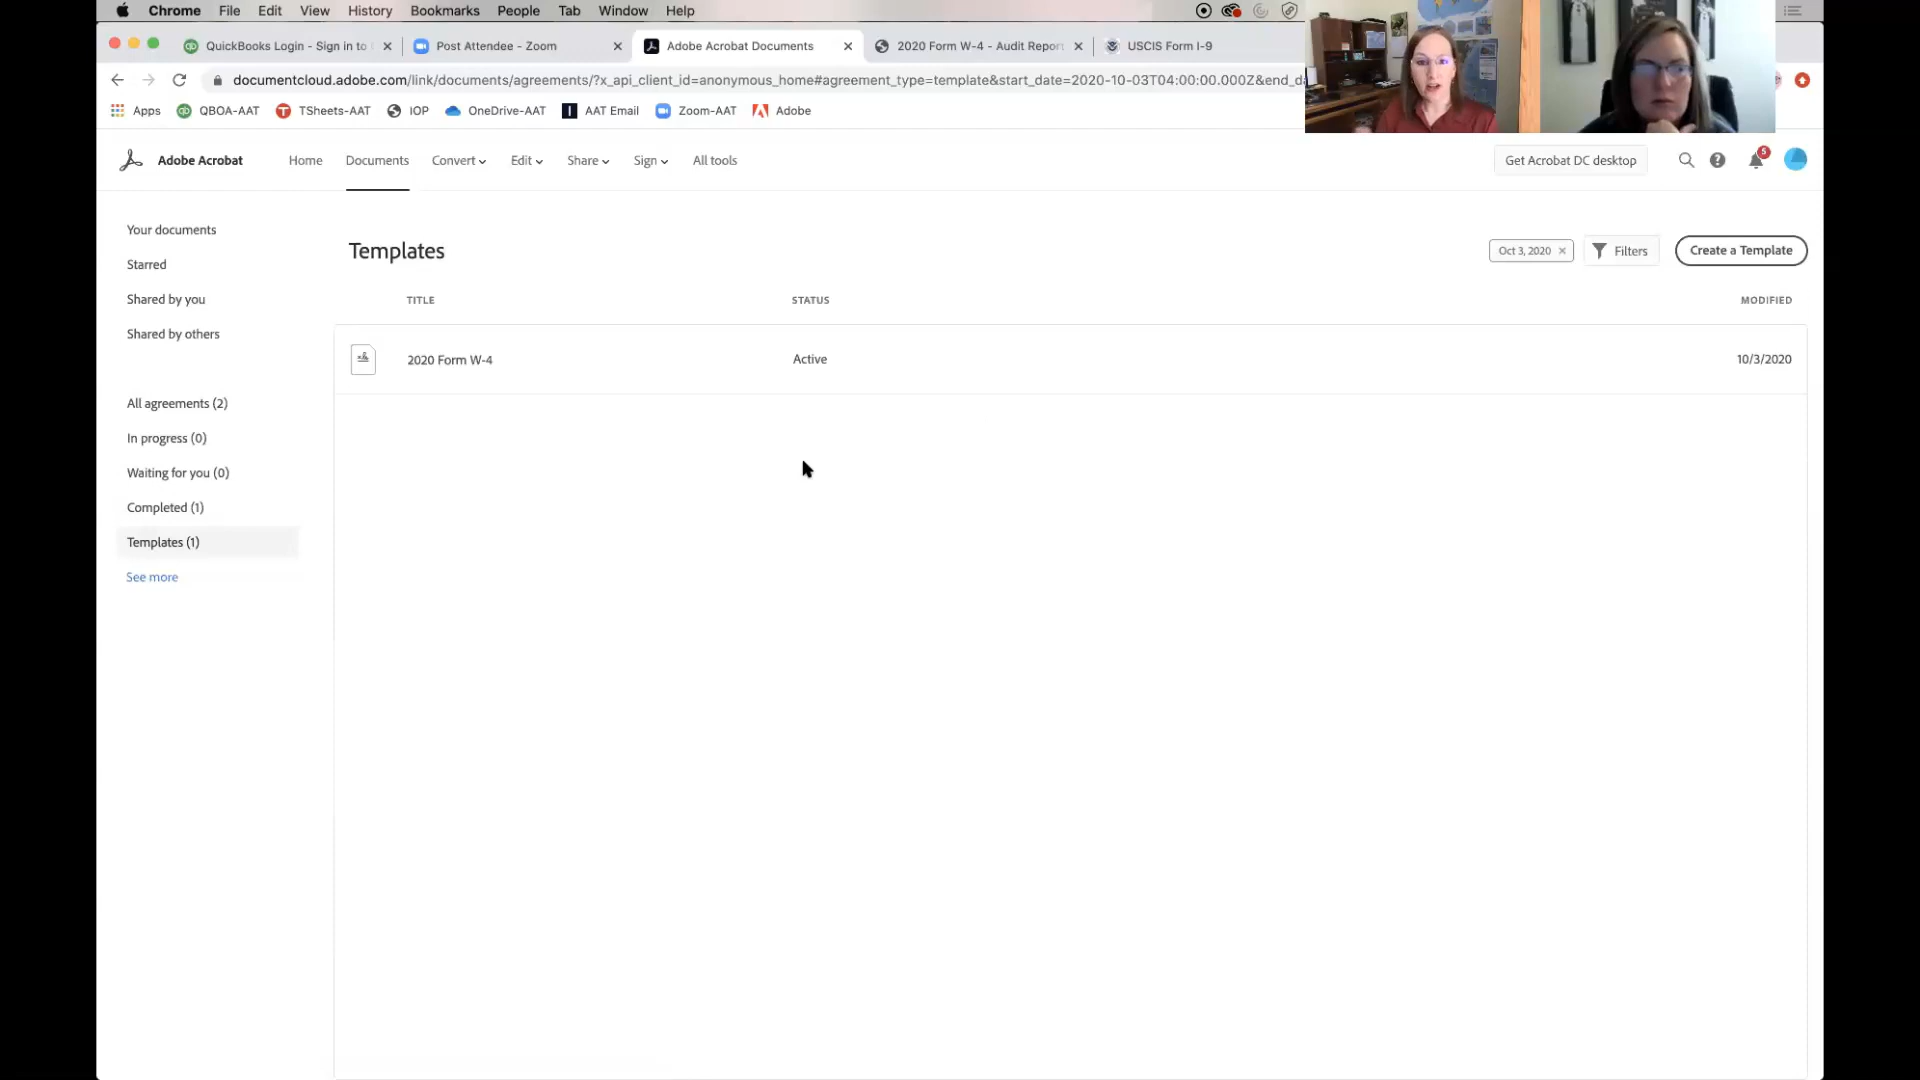 Chrome File Edit View History Bookmarks People Tab Window Help
QuickBooks Login - Sign in to Post Attendee - Zoom Adobe Acrobat Documents 2020 Form W-4 - Audit Report USCIS Form I-9
documentcloud.adobe.com/link/documents/agreements/?x_api_client_id=anonymous_home#agreement_type=template&start_date=2020-10-03T04:00:00.000Z&end_da
Apps QBOA-AAT TSheets-AAT iOP OneDrive-AAT AAT Email Zoom-AAT Adobe
Adobe Acrobat Home Documents Convert Edit Share Sign All tools Get Acrobat DC desktop 5
Your documents
Starred
Shared by you
Shared by others
All agreements (2)
In progress (0)
Waiting for you (0)
Completed (1)
Templates (1)
See more
Templates Oct 3, 2020 Filters Create a Template
TITLE STATUS MODIFIED
2020 Form W-4 Active 10/3/2020